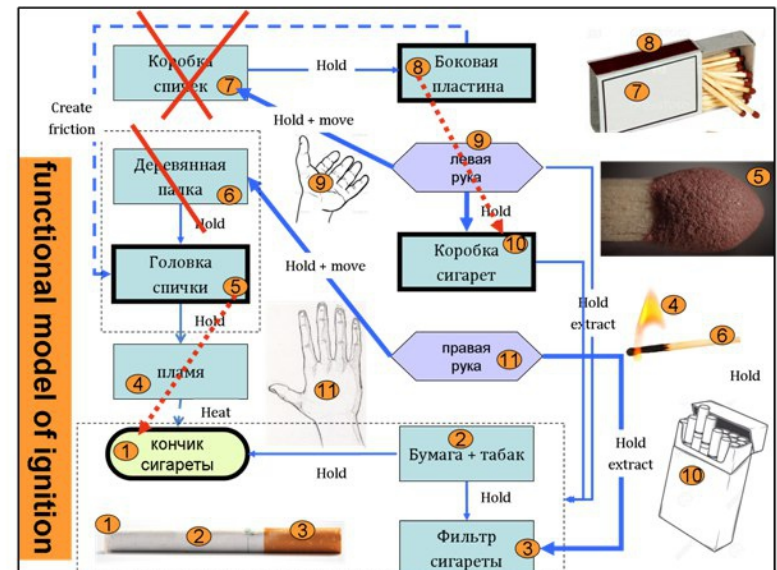 functional model of ignition
Коробка
спичек
7
Hold
8
Боковая
пластина
8
7
Create
friction
Hold + move
9
левая
рука
9
Деревянная
палка
6
5
Hold
Hold
Коробка
сигарет
10
Головка
спички
5
Hold + move
Hold
extract
4
6
Hold
правая
рука
11
11
4
пламя
Hold
Heat
1
кончик
сигареты
2
Бумага + табак
Hold
Hold
extract
10
Hold
1
2
3
Фильтр
сигареты
3